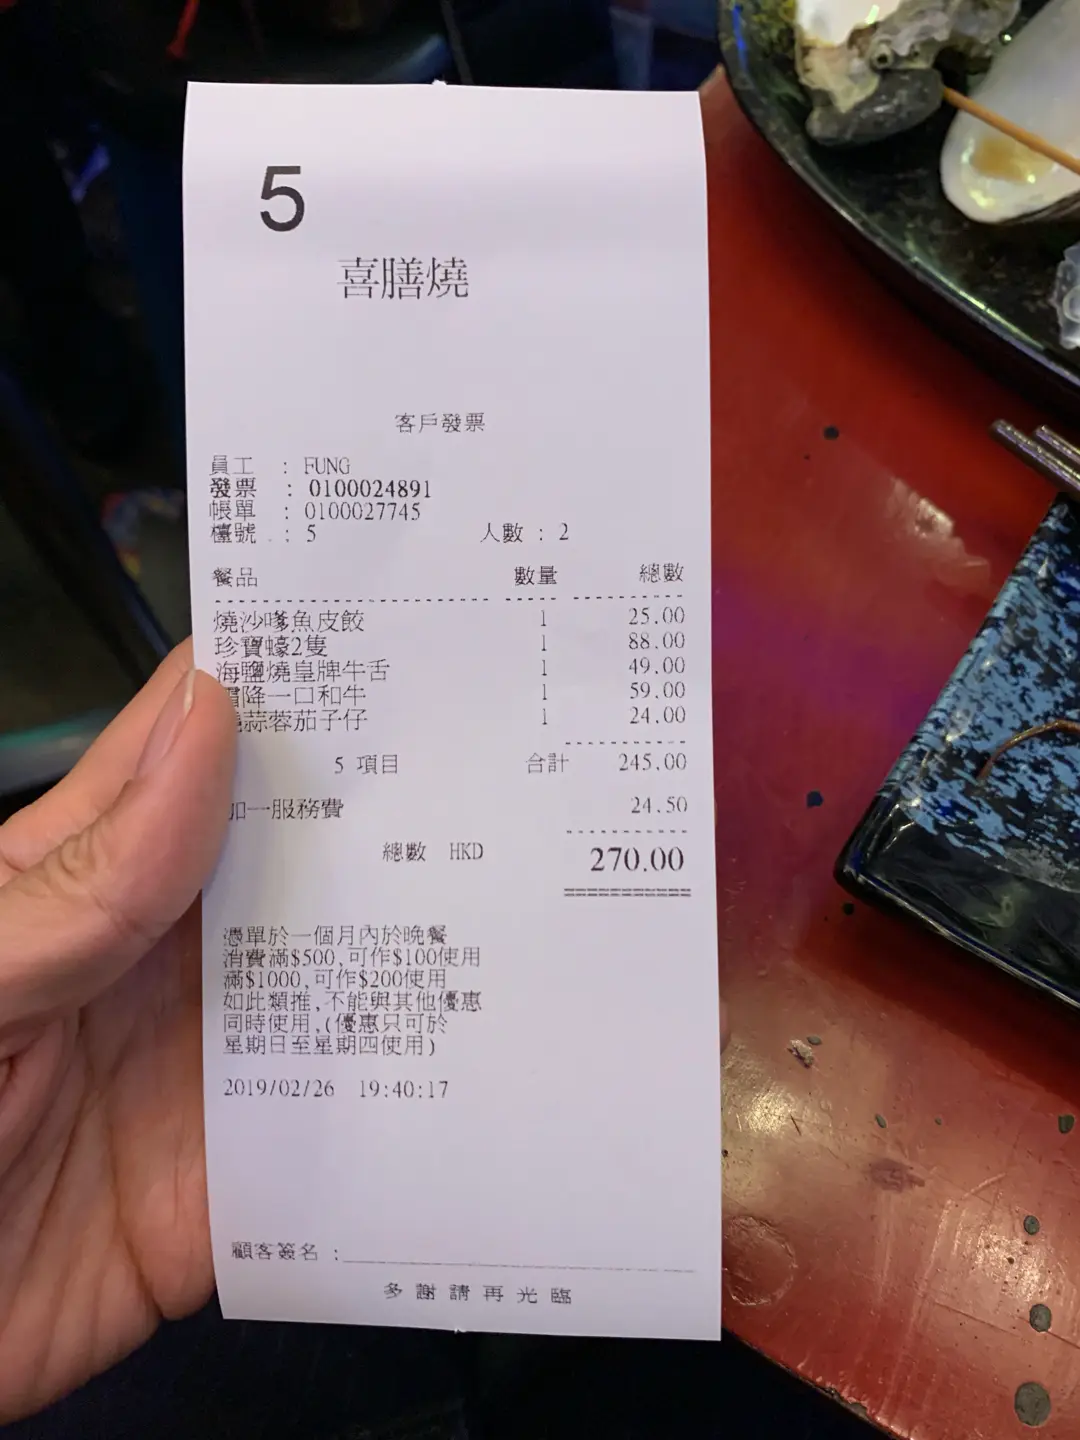 5
喜膳燒
客戶發票
員工 : FUNG
發票 : 0100024891
帳單 : 0100027745
檯號 : 5 人數 : 2
餐品 數量 總數
燒沙嗲魚皮餃 1 25.00
珍寶蠔2隻 1 88.00
海鹽燒皇牌牛舌 1 49.00
霜降一口和牛 1 59.00
蒜蓉茄子仔 1 24.00
5 項目 合計 245.00
加一服務費 24.50
總數 HKD 270.00
憑單於一個月內於晚餐
消費滿$500,可作$100使用
滿$1000,可作$200使用
如此類推,不能與其他優惠
同時使用,(優惠只可於
星期日至星期四使用)
2019/02/26 19:40:17
顧客簽名 :
多謝請再光臨